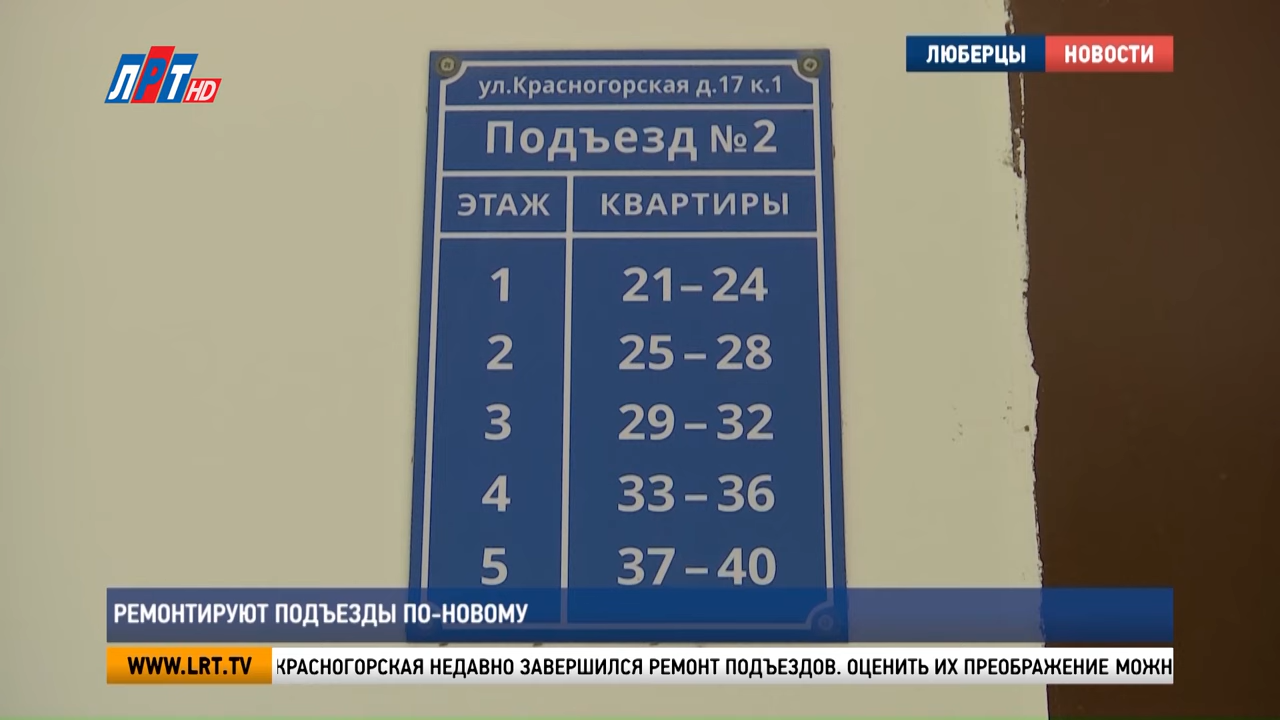 ЛРТ HD
ЛЮБЕРЦЫ НОВОСТИ
ул.Красногорская д.17 к.1
Подъезд №2
ЭТАЖ КВАРТИРЫ
1 21–24
2 25–28
3 29–32
4 33–36
5 37–40
РЕМОНТИРУЮТ ПОДЪЕЗДЫ ПО-НОВОМУ
WWW.LRT.TV КРАСНОГОРСКАЯ НЕДАВНО ЗАВЕРШИЛСЯ РЕМОНТ ПОДЪЕЗДОВ. ОЦЕНИТЬ ИХ ПРЕОБРАЖЕНИЕ МОЖН